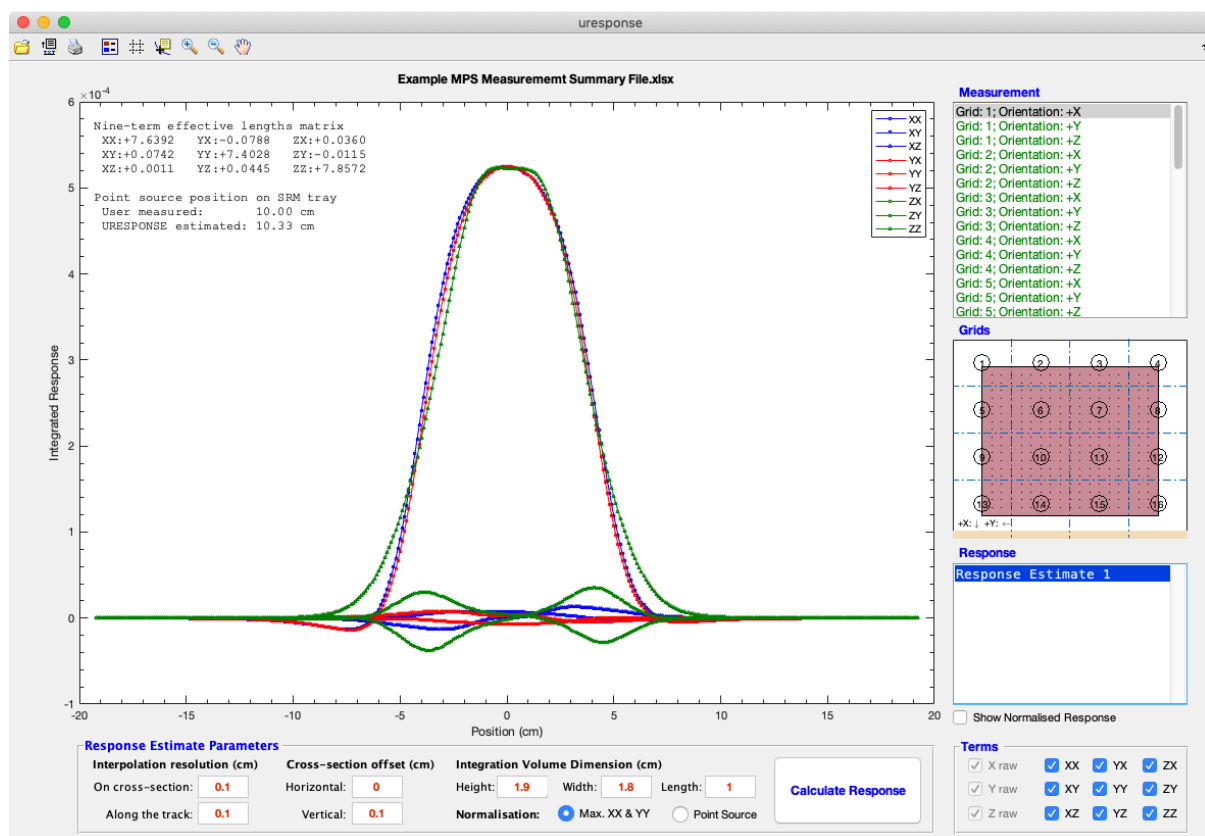 uresponse
Example MPS Measurememt Summary File.xlsx
×10⁻⁴
6
5
4
3
2
1
0
-1
-20
-15
-10
-5
0
5
10
15
20
Integrated Response
Position (cm)
Nine-term effective lengths matrix
XX:+7.6392 YX:-0.0788 ZX:+0.0360
XY:+0.0742 YY:+7.4028 ZY:-0.0115
XZ:+0.0011 YZ:+0.0445 ZZ:+7.8572
Point source position on SRM tray
User measured: 10.00 cm
URESPONSE estimated: 10.33 cm
XX
XY
XZ
YX
YY
YZ
ZX
ZY
ZZ
Measurement
Grid: 1; Orientation: +X
Grid: 1; Orientation: +Y
Grid: 1; Orientation: +Z
Grid: 2; Orientation: +X
Grid: 2; Orientation: +Y
Grid: 2; Orientation: +Z
Grid: 3; Orientation: +X
Grid: 3; Orientation: +Y
Grid: 3; Orientation: +Z
Grid: 4; Orientation: +X
Grid: 4; Orientation: +Y
Grid: 4; Orientation: +Z
Grid: 5; Orientation: +X
Grid: 5; Orientation: +Y
Grid: 5; Orientation: +Z
Grids
1 2 3 4
5 6 7 8
9 10 11 12
13 14 15 16
+X: ↓ +Y: ←
Response
Response Estimate 1
Show Normalised Response
Response Estimate Parameters
Interpolation resolution (cm) Cross-section offset (cm) Integration Volume Dimension (cm)
On cross-section: 0.1 Horizontal: 0 Height: 1.9 Width: 1.8 Length: 1
Along the track: 0.1 Vertical: 0.1 Normalisation: Max. XX & YY Point Source
Calculate Response
Terms
X raw XX YX ZX
Y raw XY YY ZY
Z raw XZ YZ ZZ